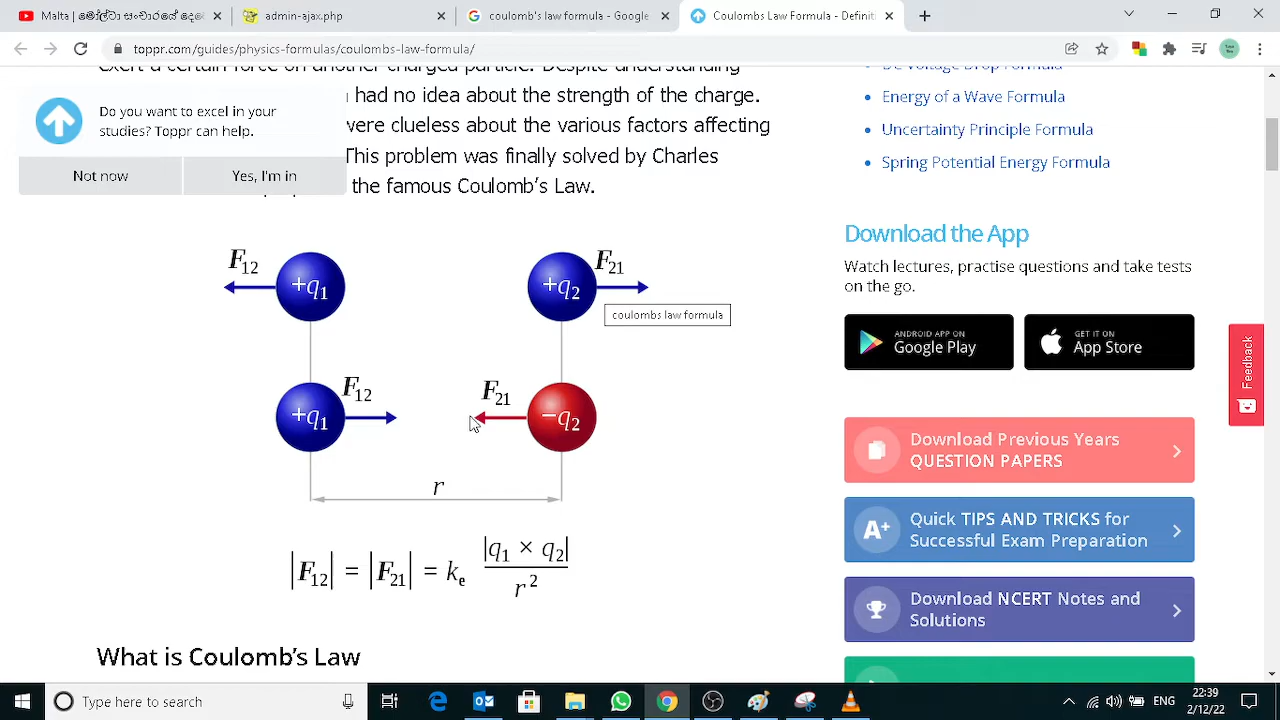 admin-ajax.php
coulomb's law formula - Google
Coulombs Law Formula - Definiti
toppr.com/guides/physics-formulas/coulombs-law-formula/
Do you want to excel in your
studies? Toppr can help.
Not now
Yes, I'm in
had no idea about the strength of the charge.
were clueless about the various factors affecting
This problem was finally solved by Charles
the famous Coulomb's Law.
F12
+q1
+q2
F21
coulombs law formula
+q1
F12
F21
−q2
r
|F12| = |F21| = ke |q1 × q2| / r2
What is Coulomb's Law
Energy of a Wave Formula
Uncertainty Principle Formula
Spring Potential Energy Formula
Download the App
Watch lectures, practise questions and take tests
on the go.
ANDROID APP ON
Google Play
GET IT ON
App Store
Feedback
Download Previous Years
QUESTION PAPERS
A+
Quick TIPS AND TRICKS for
Successful Exam Preparation
Download NCERT Notes and
Solutions
Type here to search
ENG
22:39
2/12/22